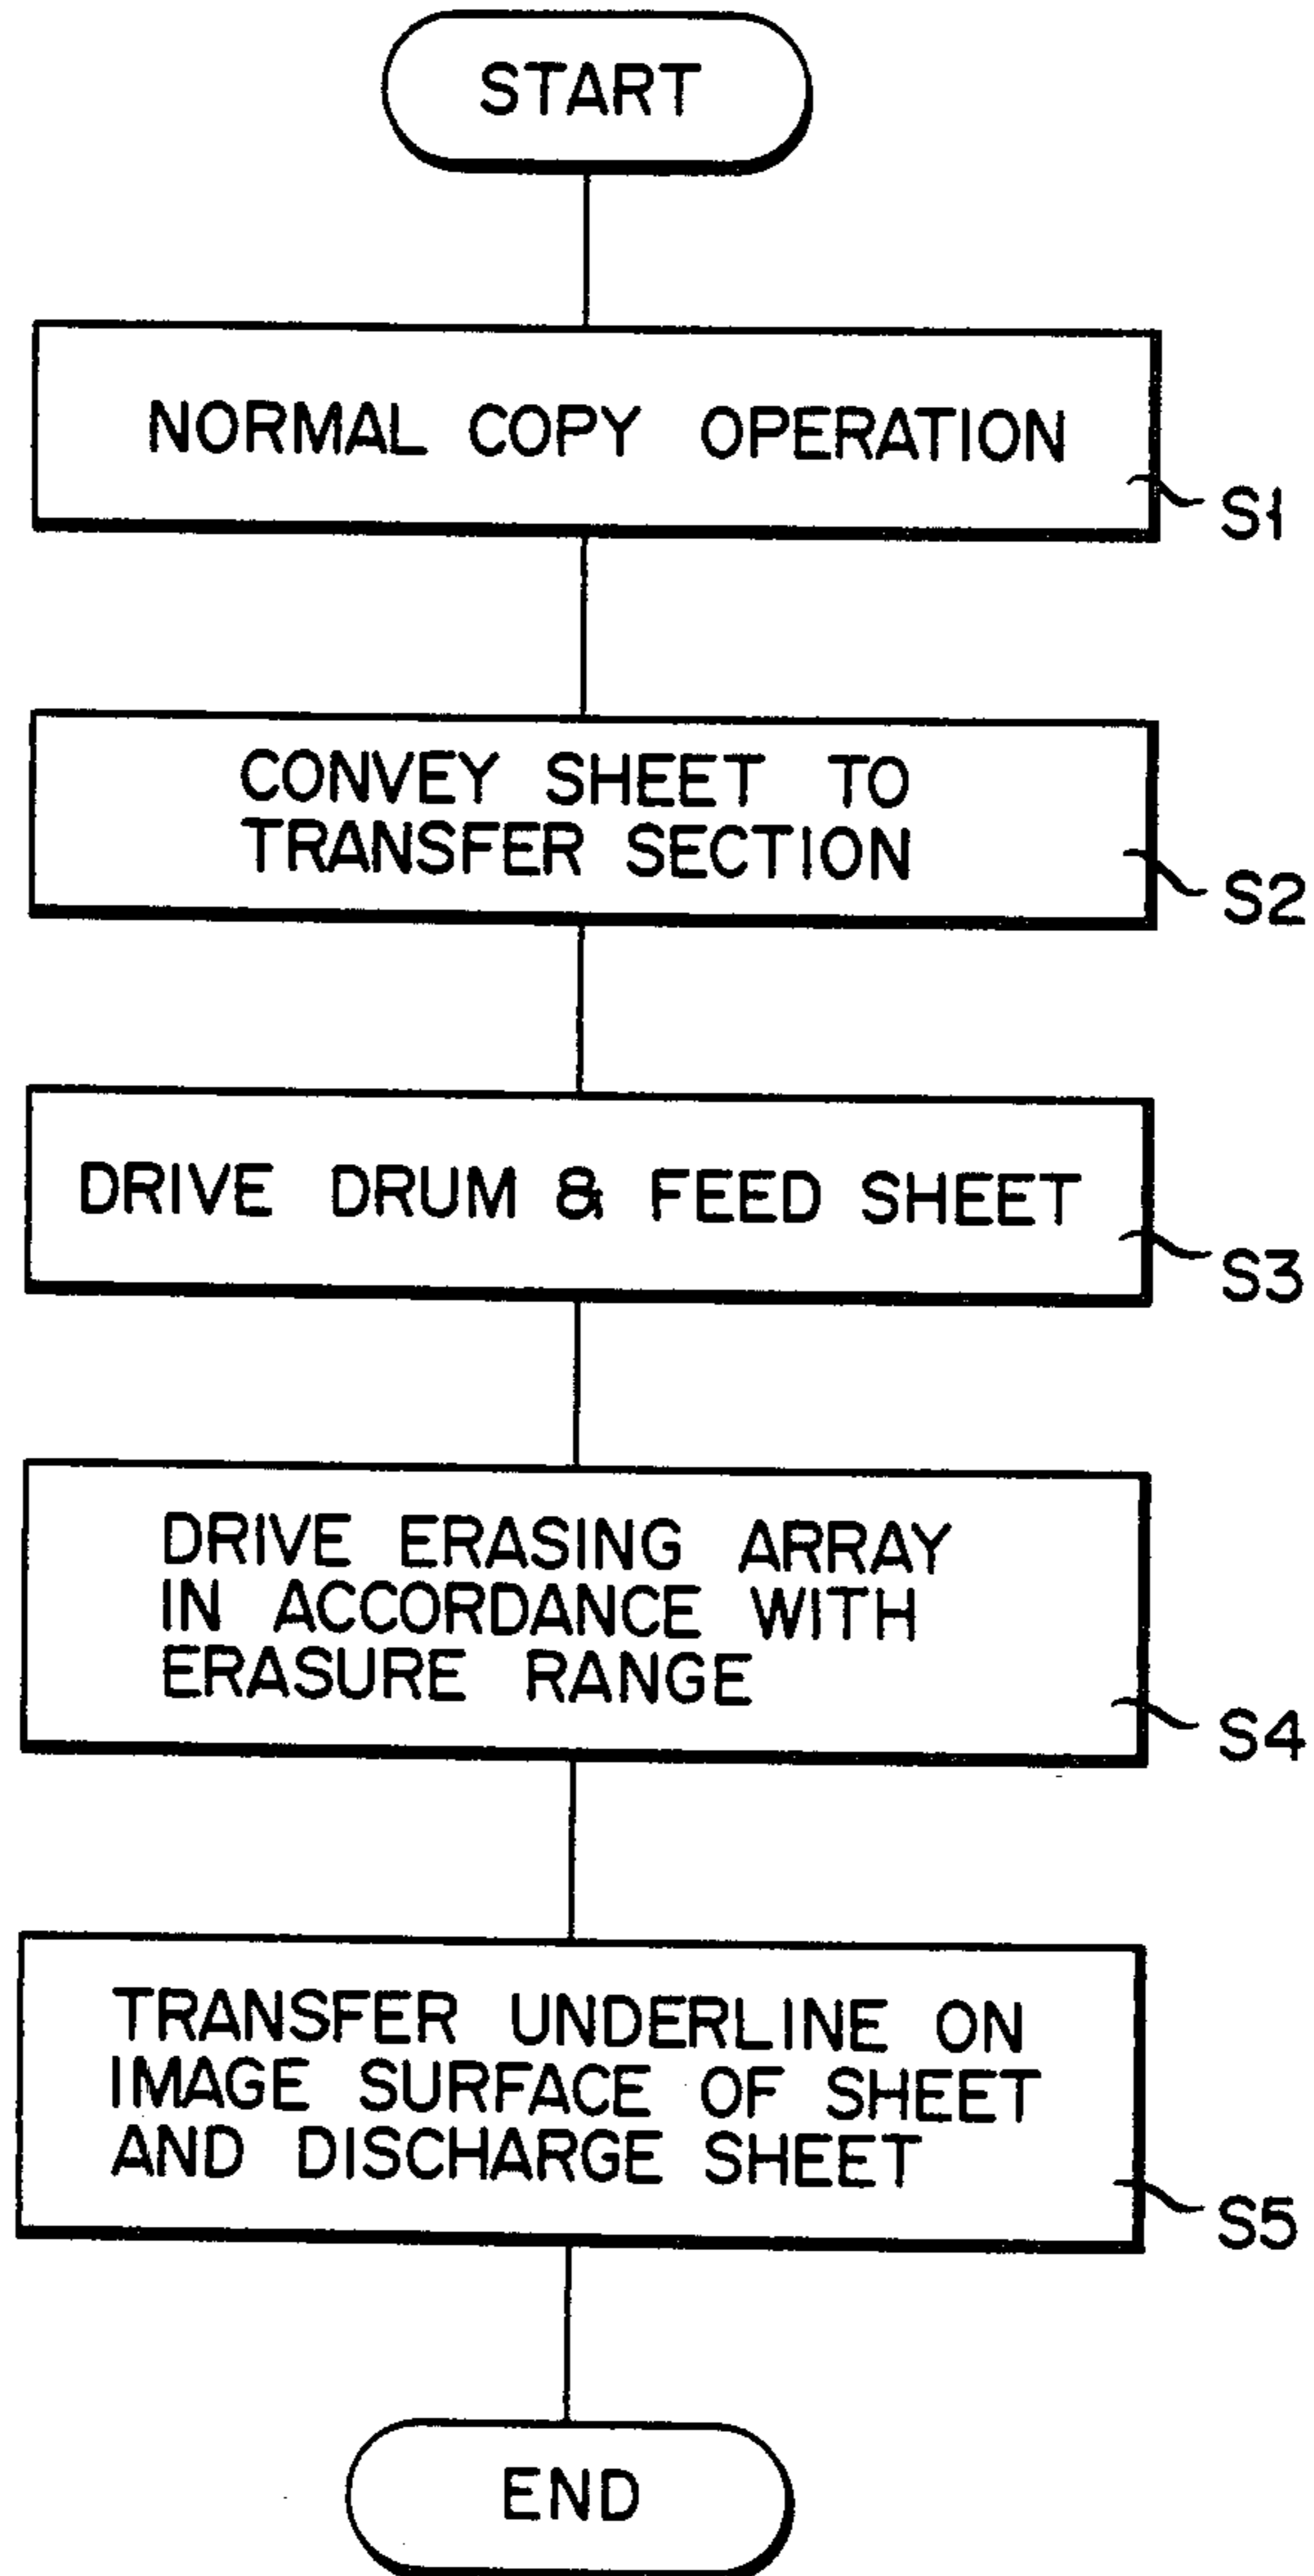 START
NORMAL COPY OPERATION
S1
CONVEY SHEET TO
TRANSFER SECTION
S2
DRIVE DRUM & FEED SHEET
S3
DRIVE ERASING ARRAY
IN ACCORDANCE WITH
ERASURE RANGE
S4
TRANSFER UNDERLINE ON
IMAGE SURFACE OF SHEET
AND DISCHARGE SHEET
S5
END